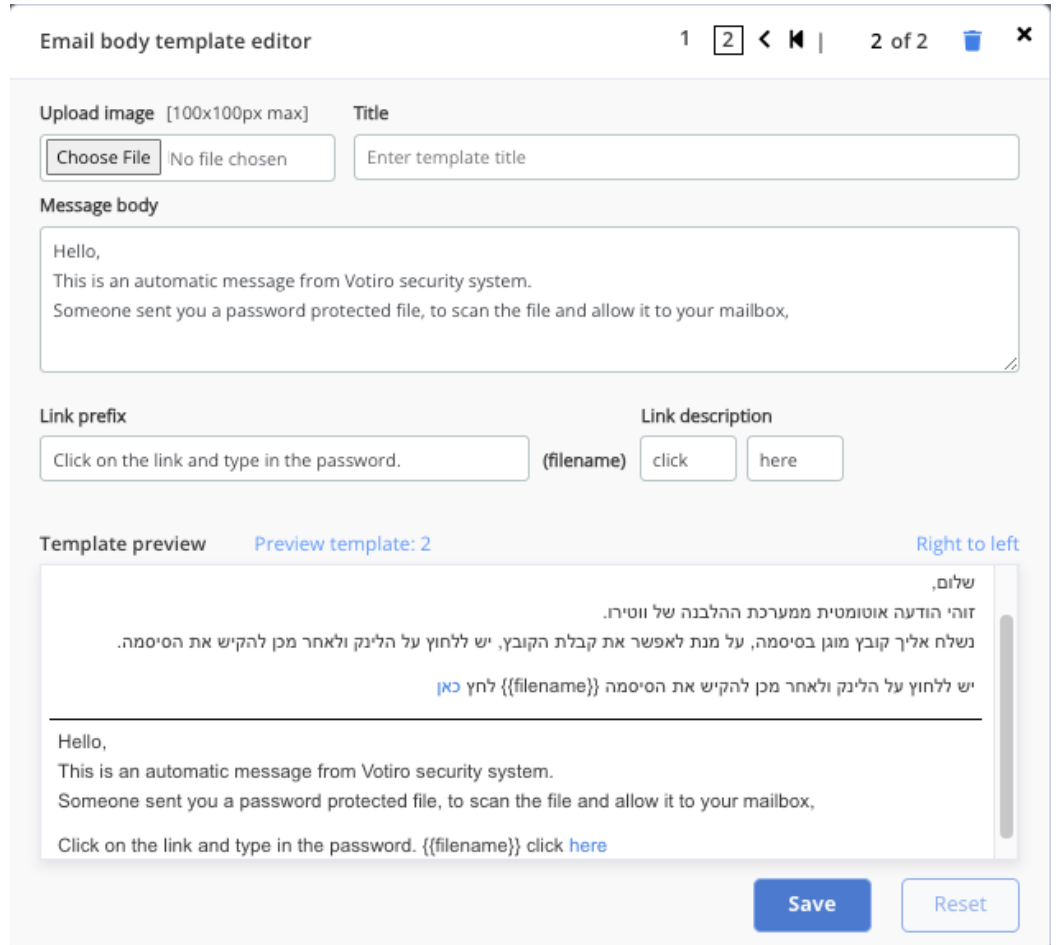 Email body template editor 1 2 | 2 of 2
Upload image [100x100px max] Title
Choose File No file chosen Enter template title
Message body
Hello,
This is an automatic message from Votiro security system.
Someone sent you a password protected file, to scan the file and allow it to your mailbox,
Link prefix Link description
Click on the link and type in the password. (filename) click here
Template preview Preview template: 2 Right to left
שלום,
זוהי הודעה אוטומטית ממערכת ההלבנה של ווטירו.
נשלח אליך קובץ מוגן בסיסמה, על מנת לאפשר את קבלת הקובץ, יש ללחוץ על הלינק ולאחר מכן להקיש את הסיסמה.
יש ללחוץ על הלינק ולאחר מכן להקיש את הסיסמה {{filename}} לחץ כאן
Hello,
This is an automatic message from Votiro security system.
Someone sent you a password protected file, to scan the file and allow it to your mailbox,
Click on the link and type in the password. {{filename}} click here
Save Reset